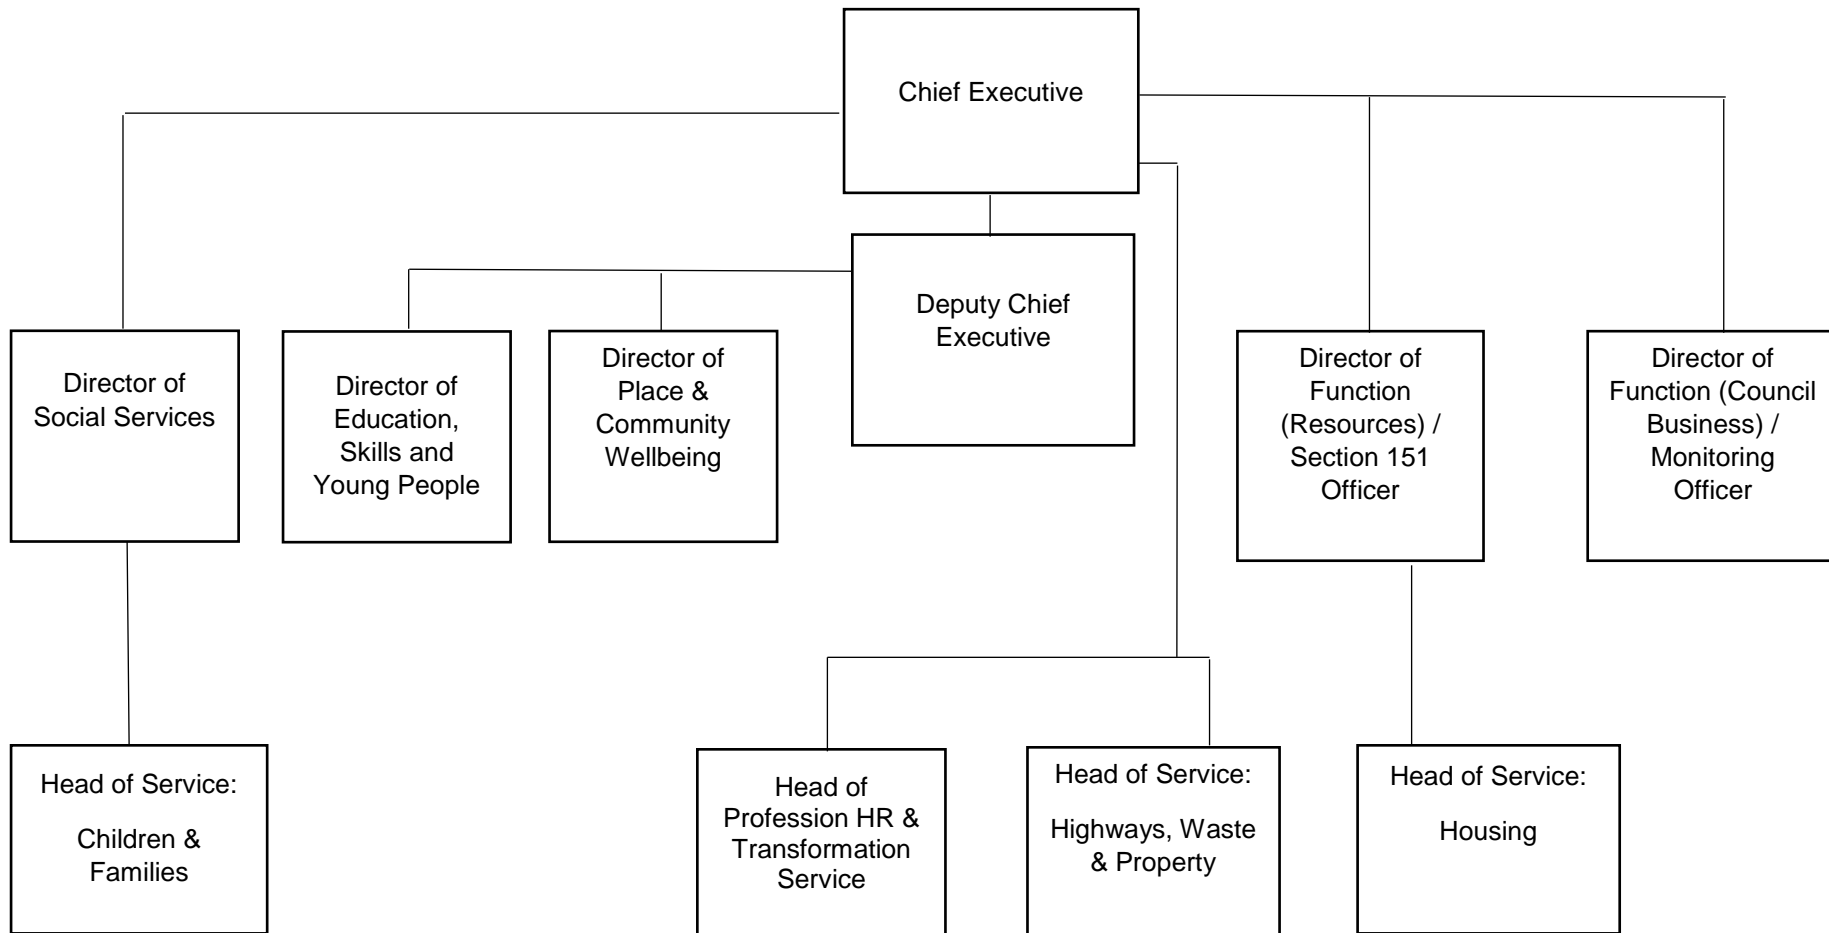 Chief Executive
Deputy Chief
Executive
Director of
Social Services
Director of
Education,
Skills and
Young People
Director of
Place &
Community
Wellbeing
Director of
Function
(Resources) /
Section 151
Officer
Director of
Function (Council
Business) /
Monitoring
Officer
Head of Service:
Children &
Families
Head of
Profession HR &
Transformation
Service
Head of Service:
Highways, Waste
& Property
Head of Service:
Housing